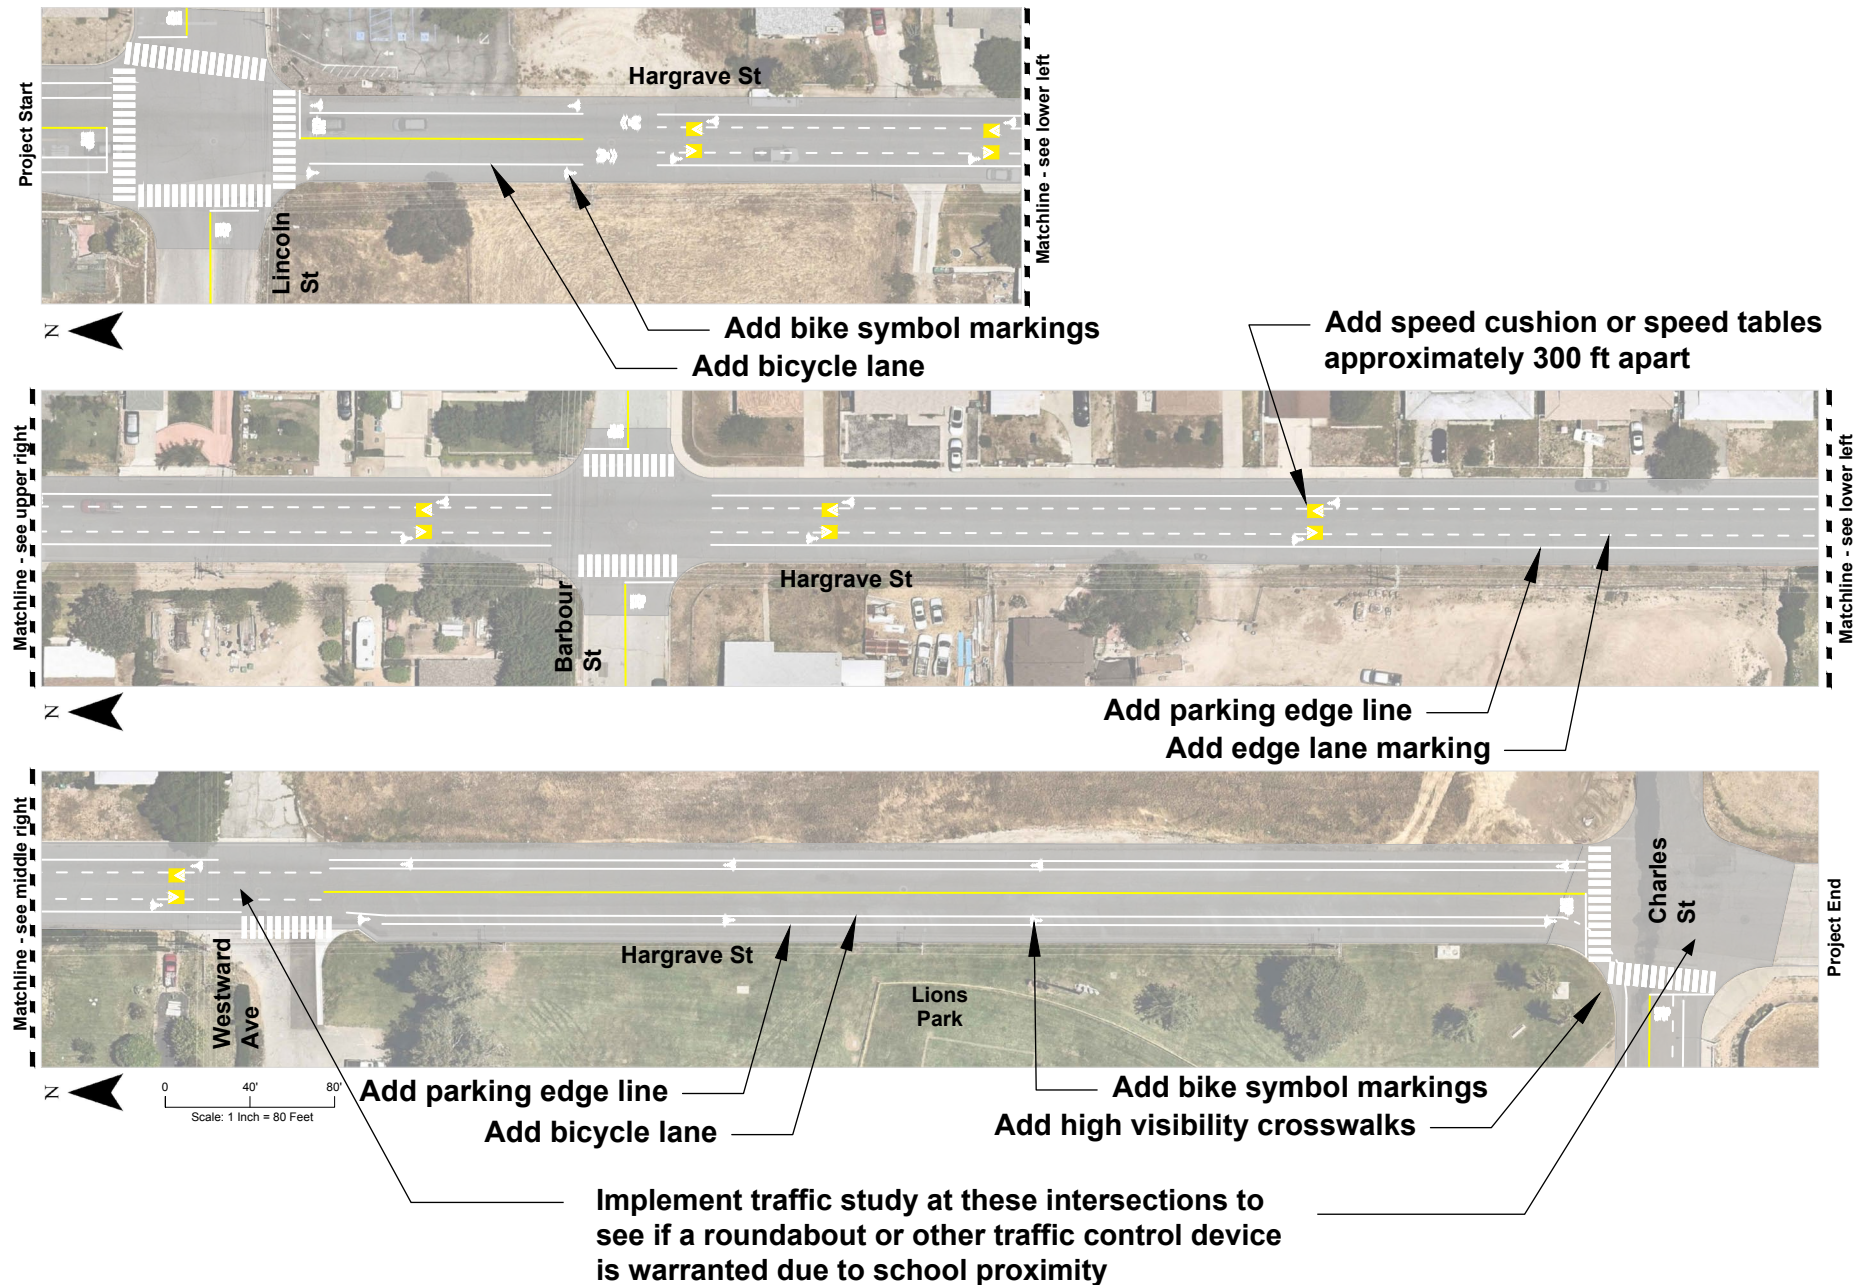 Project Start
Hargrave St
Lincoln
St
Matchline - see lower left
N
Add bike symbol markings
Add bicycle lane
Add speed cushion or speed tables
approximately 300 ft apart
Matchline - see upper right
Barbour
St
Hargrave St
Matchline - see lower left
N
Add parking edge line
Add edge lane marking
Matchline - see middle right
Westward
Ave
Hargrave St
Lions
Park
Charles
St
Project End
N
0 40' 80'
Scale: 1 Inch = 80 Feet
Add parking edge line
Add bicycle lane
Add bike symbol markings
Add high visibility crosswalks
Implement traffic study at these intersections to
see if a roundabout or other traffic control device
is warranted due to school proximity